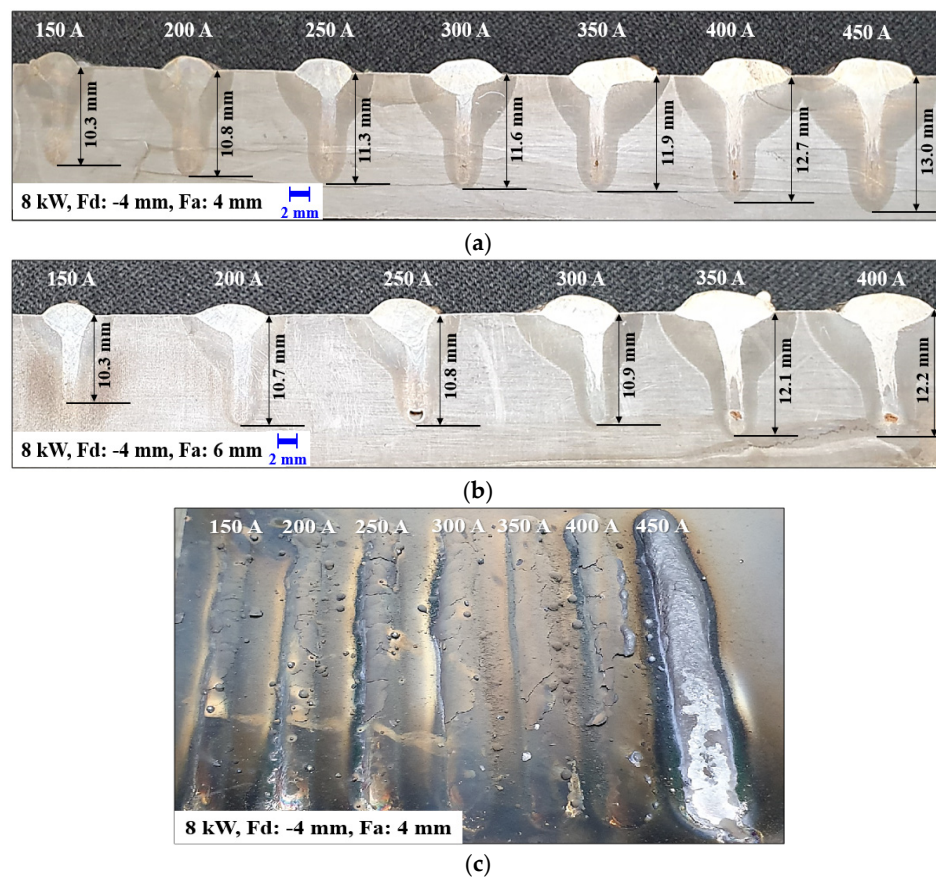 150 A 200 A 250 A 300 A 350 A 400 A 450 A
10.3 mm 10.8 mm 11.3 mm 11.6 mm 11.9 mm 12.7 mm 13.0 mm
8 kW, Fd: -4 mm, Fa: 4 mm
2 mm
(a)
150 A 200 A 250 A 300 A 350 A 400 A
10.3 mm 10.7 mm 10.8 mm 10.9 mm 12.1 mm 12.2 mm
8 kW, Fd: -4 mm, Fa: 6 mm
2 mm
(b)
150 A 200 A 250 A 300 A 350 A 400 A 450 A
8 kW, Fd: -4 mm, Fa: 4 mm
(c)